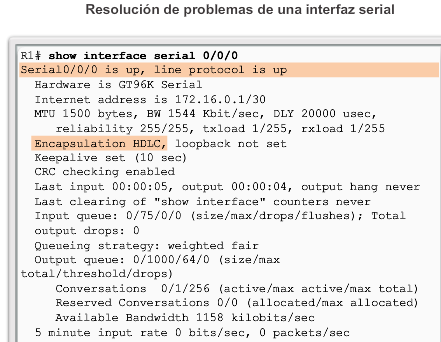 Resolución de problemas de una interfaz serial
R1# show interface serial 0/0/0
Serial0/0/0 is up, line protocol is up
Hardware is GT96K Serial
Internet address is 172.16.0.1/30
MTU 1500 bytes, BW 1544 Kbit/sec, DLY 20000 usec,
reliability 255/255, txload 1/255, rxload 1/255
Encapsulation HDLC, loopback not set
Keepalive set (10 sec)
CRC checking enabled
Last input 00:00:05, output 00:00:04, output hang never
Last clearing of "show interface" counters never
Input queue: 0/75/0/0 (size/max/drops/flushes); Total
output drops: 0
Queueing strategy: weighted fair
Output queue: 0/1000/64/0 (size/max
total/threshold/drops)
Conversations 0/1/256 (active/max active/max total)
Reserved Conversations 0/0 (allocated/max allocated)
Available Bandwidth 1158 kilobits/sec
5 minute input rate 0 bits/sec, 0 packets/sec